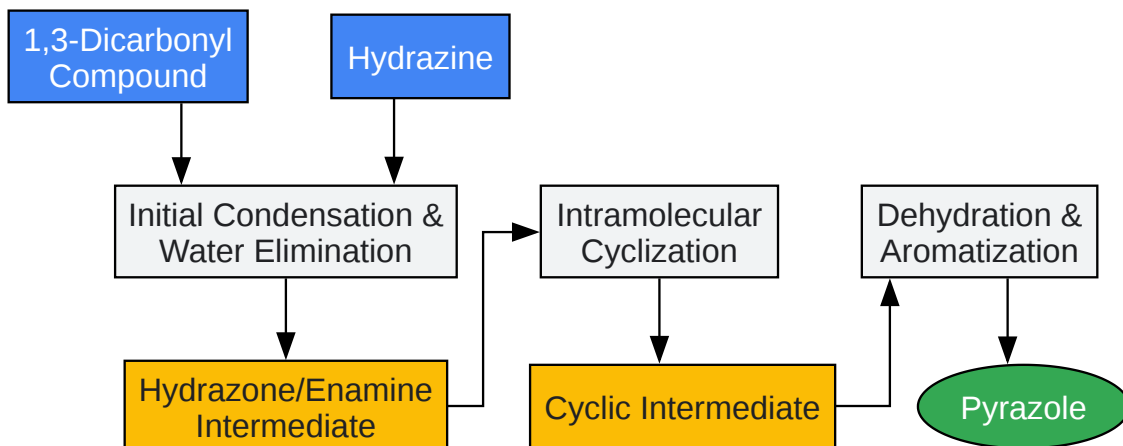 1,3-Dicarbonyl
Compound
Hydrazine
Initial Condensation &
Water Elimination
Intramolecular
Cyclization
Dehydration &
Aromatization
Hydrazone/Enamine
Intermediate
Cyclic Intermediate
Pyrazole